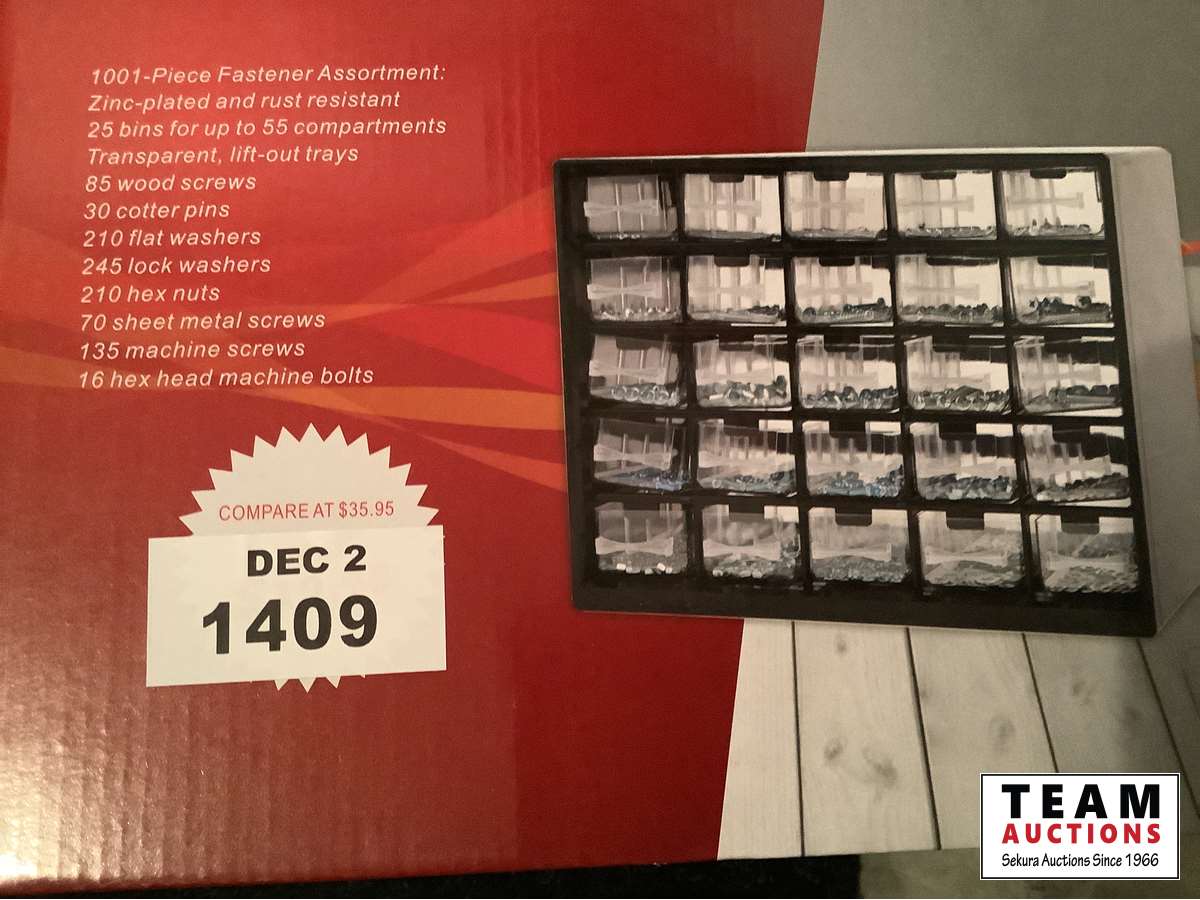 1001-Piece Fastener Assortment:
Zinc-plated and rust resistant
25 bins for up to 55 compartments
Transparent, lift-out trays
85 wood screws
30 cotter pins
210 flat washers
245 lock washers
210 hex nuts
70 sheet metal screws
135 machine screws
16 hex head machine bolts
COMPARE AT $35.95
DEC 2
1409
TEAM
AUCTIONS
Sekura Auctions Since 1966